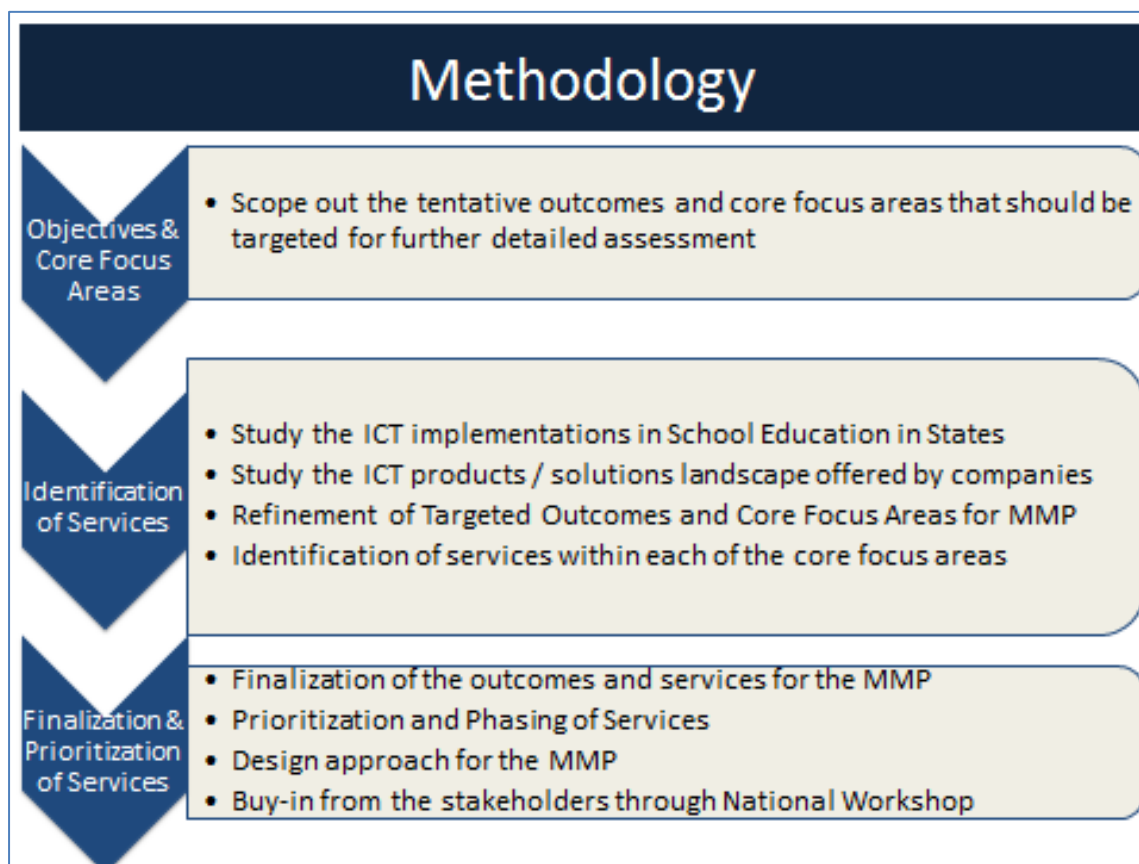 Methodology
Objectives &
Core Focus
Areas
• Scope out the tentative outcomes and core focus areas that should be
targeted for further detailed assessment
Identification
of Services
• Study the ICT implementations in School Education in States
• Study the ICT products / solutions landscape offered by companies
• Refinement of Targeted Outcomes and Core Focus Areas for MMP
• Identification of services within each of the core focus areas
Finalization &
Prioritization
of Services
• Finalization of the outcomes and services for the MMP
• Prioritization and Phasing of Services
• Design approach for the MMP
• Buy-in from the stakeholders through National Workshop